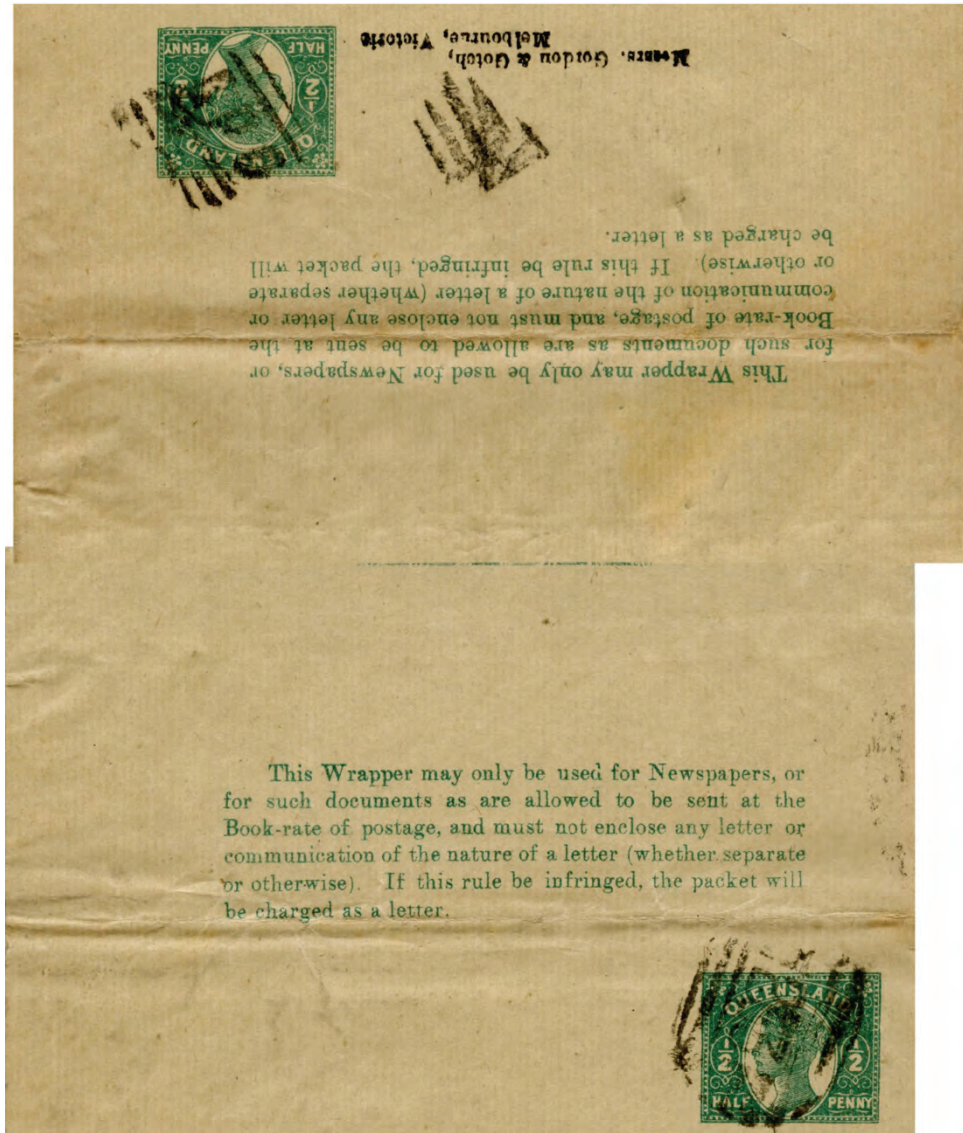 This Wrapper may only be used for Newspapers, or
for such documents as are allowed to be sent at the
Book-rate of postage, and must not enclose any letter or
communication of the nature of a letter (whether separate
or otherwise). If this rule be infringed, the packet will
be charged as a letter.
QUEENSLAND
½ ½
HALF PENNY
Messrs. Gordon & Gotch,
Melbourne, Victoria
This Wrapper may only be used for Newspapers, or
for such documents as are allowed to be sent at the
Book-rate of postage, and must not enclose any letter or
communication of the nature of a letter (whether separate
or otherwise). If this rule be infringed, the packet will
be charged as a letter.
QUEENSLAND
½ ½
HALF PENNY